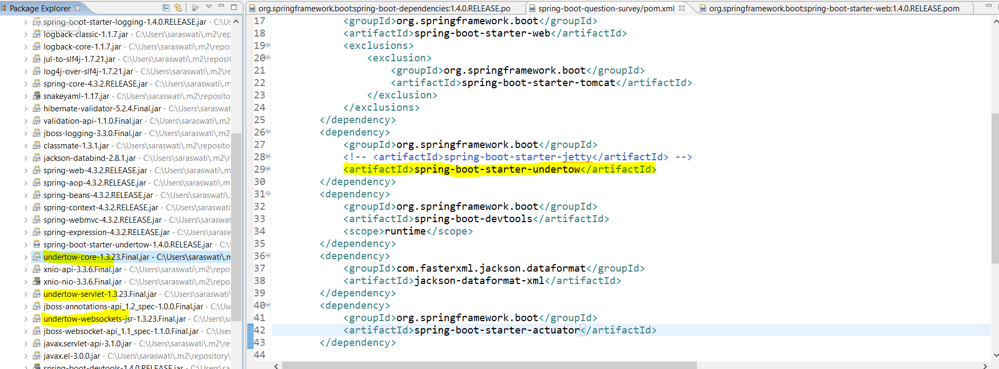 Package Explorer
spring-boot-starter-logging-1.4.0.RELEASE.jar - C:\Us
logback-classic-1.1.7.jar - C:\Users\saraswati\.m2\rep
logback-core-1.1.7.jar - C:\Users\saraswati\.m2\repos
jul-to-slf4j-1.7.21.jar - C:\Users\saraswati\.m2\reposit
log4j-over-slf4j-1.7.21.jar - C:\Users\saraswati\.m2\re
spring-core-4.3.2.RELEASE.jar - C:\Users\saraswati\.m
snakeyaml-1.17.jar - C:\Users\saraswati\.m2\reposito
hibernate-validator-5.2.4.Final.jar - C:\Users\saraswati
validation-api-1.1.0.Final.jar - C:\Users\saraswati\.m2
jboss-logging-3.3.0.Final.jar - C:\Users\saraswati\.m2\
classmate-1.3.1.jar - C:\Users\saraswati\.m2\reposito
jackson-databind-2.8.1.jar - C:\Users\saraswati\.m2\r
spring-web-4.3.2.RELEASE.jar - C:\Users\saraswati\.m2
spring-aop-4.3.2.RELEASE.jar - C:\Users\saraswati\.m2
spring-beans-4.3.2.RELEASE.jar - C:\Users\saraswati\.
spring-context-4.3.2.RELEASE.jar - C:\Users\saraswati
spring-webmvc-4.3.2.RELEASE.jar - C:\Users\saraswat
spring-expression-4.3.2.RELEASE.jar - C:\Users\sarasw
spring-boot-starter-undertow-1.4.0.RELEASE.jar - C:\U
undertow-core-1.3.23.Final.jar - C:\Users\saraswati\.m
xnio-api-3.3.6.Final.jar - C:\Users\saraswati\.m2\repo
xnio-nio-3.3.6.Final.jar - C:\Users\saraswati\.m2\repo
undertow-servlet-1.3.23.Final.jar - C:\Users\saraswati\
jboss-annotations-api_1.2_spec-1.0.0.Final.jar - C:\Use
undertow-websockets-jsr-1.3.23.Final.jar - C:\Users\sar
jboss-websocket-api_1.1_spec-1.1.0.Final.jar - C:\Users
javax.servlet-api-3.1.0.jar - C:\Users\saraswati\.m2\re
javax.el-3.0.0.jar - C:\Users\saraswati\.m2\repository\
spring-boot-devtools-1.4.0.RELEASE.jar - C:\Users\sa
org.springframework.boot:spring-boot-dependencies:1.4.0.RELEASE.po
spring-boot-question-survey/pom.xml
org.springframework.boot:spring-boot-starter-web:1.4.0.RELEASE.pom
17 <groupId>org.springframework.boot</groupId>
18 <artifactId>spring-boot-starter-web</artifactId>
19 <exclusions>
20 <exclusion>
21 <groupId>org.springframework.boot</groupId>
22 <artifactId>spring-boot-starter-tomcat</artifactId>
23 </exclusion>
24 </exclusions>
25 </dependency>
26 <dependency>
27 <groupId>org.springframework.boot</groupId>
28 <!-- <artifactId>spring-boot-starter-jetty</artifactId> -->
29 <artifactId>spring-boot-starter-undertow</artifactId>
30 </dependency>
31 <dependency>
32 <groupId>org.springframework.boot</groupId>
33 <artifactId>spring-boot-devtools</artifactId>
34 <scope>runtime</scope>
35 </dependency>
36 <dependency>
37 <groupId>com.fasterxml.jackson.dataformat</groupId>
38 <artifactId>jackson-dataformat-xml</artifactId>
39 </dependency>
40 <dependency>
41 <groupId>org.springframework.boot</groupId>
42 <artifactId>spring-boot-starter-actuator</artifactId>
43 </dependency>
44